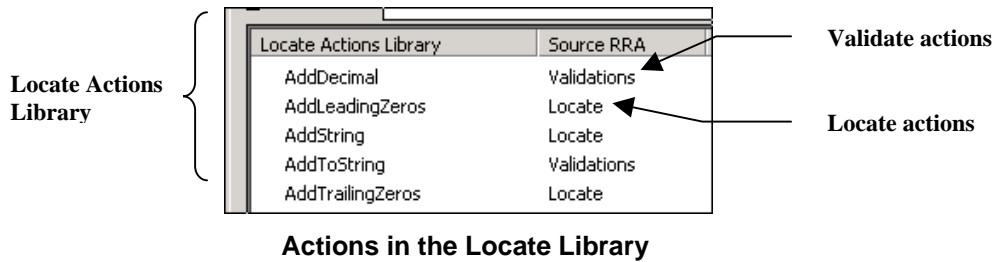 Locate Actions Library Source RRA
AddDecimal Validations
AddLeadingZeros Locate
AddString Locate
AddToString Validations
AddTrailingZeros Locate
Locate Actions
Library
Validate actions
Locate actions
Actions in the Locate Library